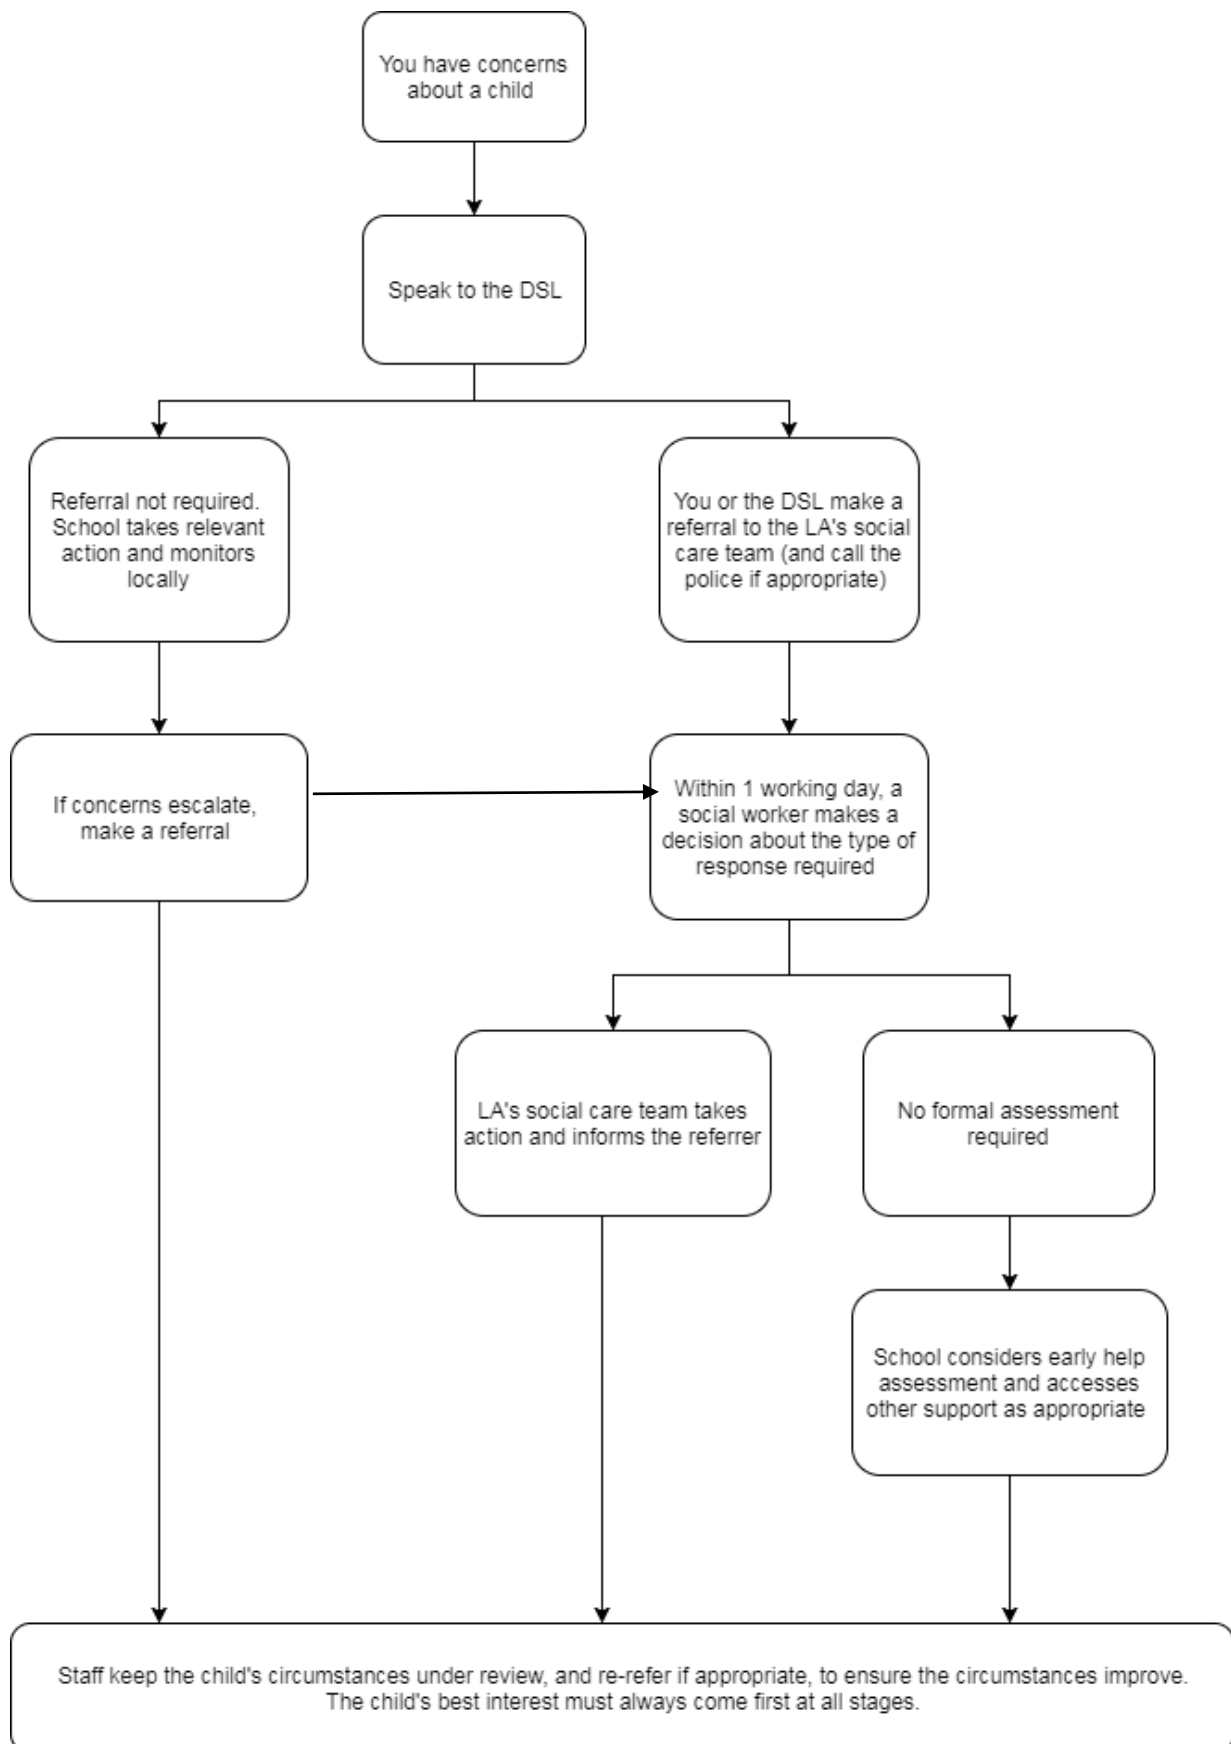 You have concerns
about a child
Speak to the DSL
Referral not required.
School takes relevant
action and monitors
locally
You or the DSL make a
referral to the LA's social
care team (and call the
police if appropriate)
If concerns escalate,
make a referral
Within 1 working day, a
social worker makes a
decision about the type of
response required
LA's social care team takes
action and informs the referrer
No formal assessment
required
School considers early help
assessment and accesses
other support as appropriate
Staff keep the child's circumstances under review, and re-refer if appropriate, to ensure the circumstances improve.
The child's best interest must always come first at all stages.